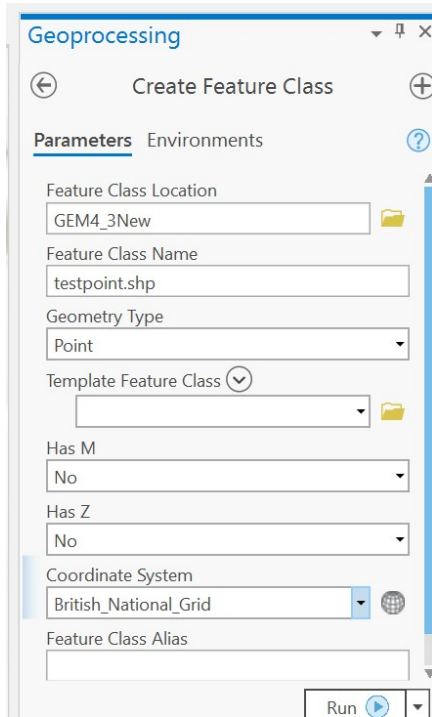 Geoprocessing
Create Feature Class
Parameters Environments
Feature Class Location
GEM4_3New
Feature Class Name
testpoint.shp
Geometry Type
Point
Template Feature Class
Has M
No
Has Z
No
Coordinate System
British_National_Grid
Feature Class Alias
Run